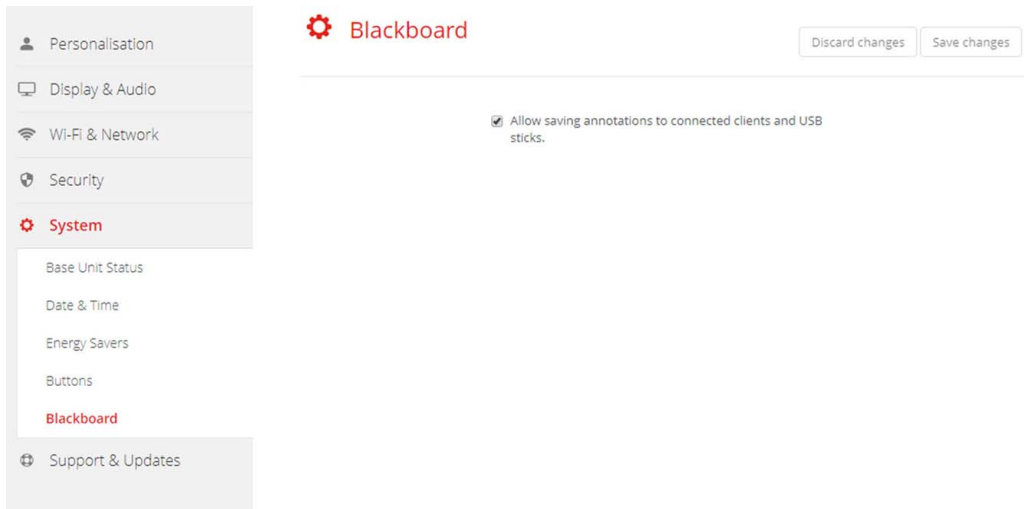 Personalisation
Display & Audio
Wi-Fi & Network
Security
System
Base Unit Status
Date & Time
Energy Savers
Buttons
Blackboard
Support & Updates
Blackboard
Discard changes
Save changes
Allow saving annotations to connected clients and USB
sticks.